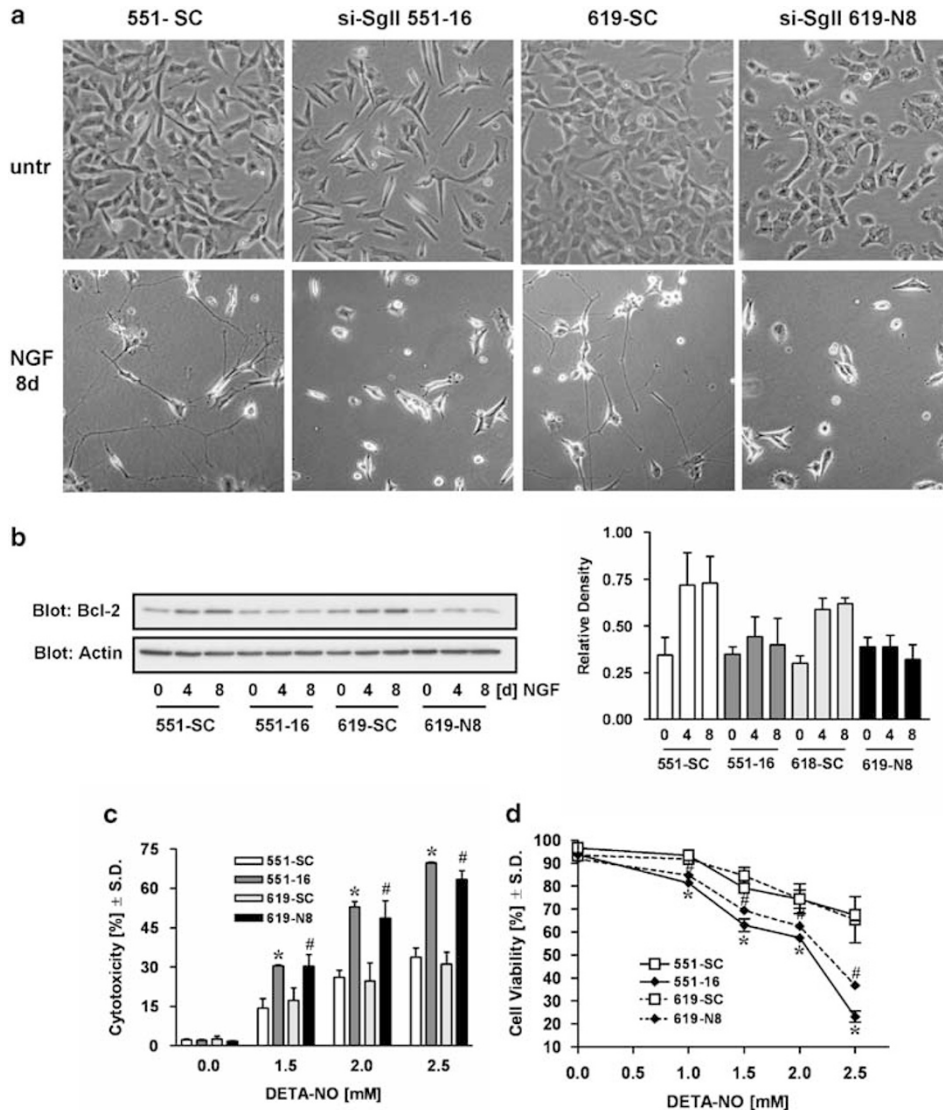 a
551- SC
si-SgII 551-16
619-SC
si-SgII 619-N8
untr
NGF
8d
b
Blot: Bcl-2
Blot: Actin
0 4 8 0 4 8 0 4 8 0 4 8 [d] NGF
551-SC 551-16 619-SC 619-N8
Relative Density
1.00
0.75
0.50
0.25
0.00
0 4 8 0 4 8 0 4 8 0 4 8
551-SC 551-16 618-SC 619-N8
c
Cytotoxicity [%] ± S.D.
75
60
45
30
15
0
551-SC
551-16
619-SC
619-N8
* # * # * #
0.0 1.5 2.0 2.5
DETA-NO [mM]
d
Cell Viability [%] ± S.D.
100
90
80
70
60
50
40
30
20
10
# # # #
* * * *
551-SC
551-16
619-SC
619-N8
0.0 0.5 1.0 1.5 2.0 2.5
DETA-NO [mM]